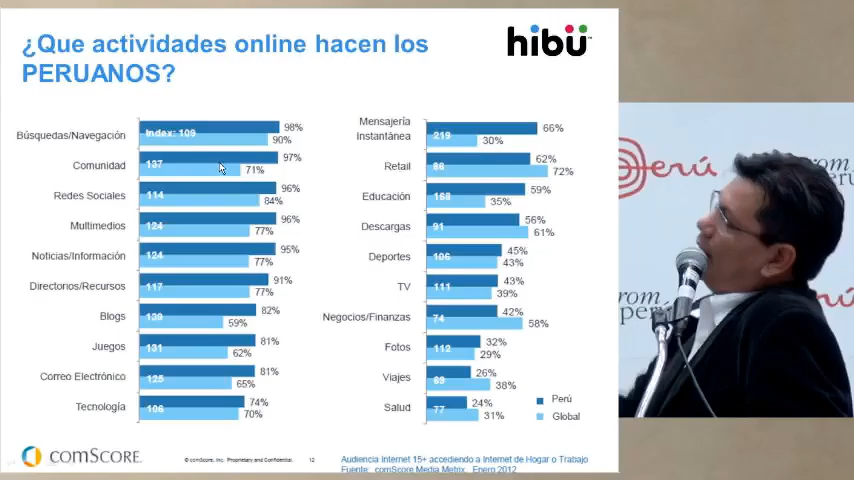 ¿Que actividades online hacen los
PERUANOS?
hibü
Búsquedas/Navegación Index: 109 98% 90%
Comunidad 137 97% 71%
Redes Sociales 114 96% 84%
Multimedios 124 96% 77%
Noticias/Información 124 95% 77%
Directorios/Recursos 117 91% 77%
Blogs 139 82% 59%
Juegos 131 81% 62%
Correo Electrónico 125 81% 65%
Tecnología 106 74% 70%
Mensajería
Instantánea 219 66% 30%
Retail 86 62% 72%
Educación 168 59% 35%
Descargas 91 56% 61%
Deportes 106 45% 43%
TV 111 43% 39%
Negocios/Finanzas 74 42% 58%
Fotos 112 32% 29%
Viajes 69 26% 38%
Salud 77 24% 31%
Perú
Global
comSCORE
© comScore, Inc. Proprietary and Confidential. 12
Audiencia Internet 15+ accediendo a Internet de Hogar o Trabajo
Fuente: comScore Media Metrix, Enero 2012
Perú
rom
rom
perú